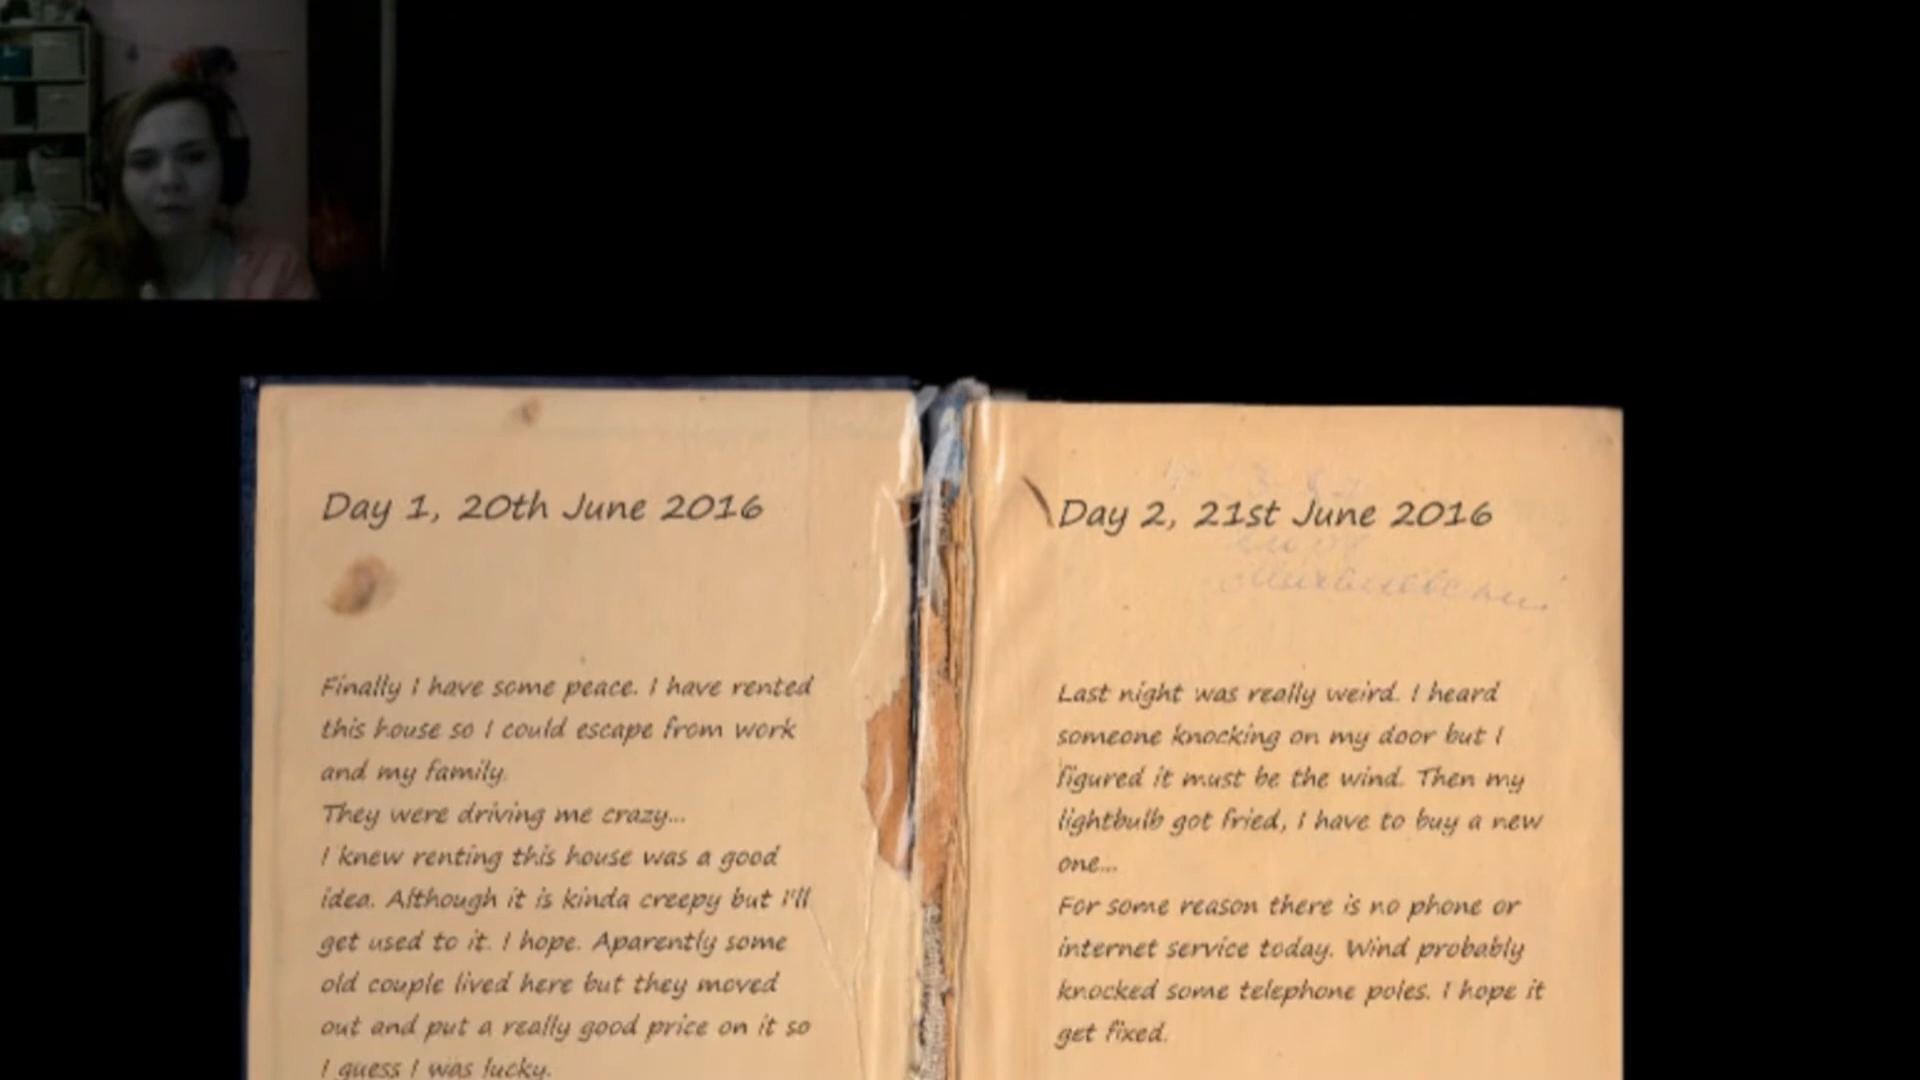 Day 1, 20th June 2016
Finally I have some peace. I have rented
this house so I could escape from work
and my family.
They were driving me crazy...
I knew renting this house was a good
idea. Although it is kinda creepy but I'll
get used to it. I hope. Aparently some
old couple lived here but they moved
out and put a really good price on it so
I guess I was lucky.
Day 2, 21st June 2016
Last night was really weird. I heard
someone knocking on my door but I
figured it must be the wind. Then my
lightbulb got fried, I have to buy a new
one...
For some reason there is no phone or
internet service today. Wind probably
knocked some telephone poles. I hope it
get fixed.